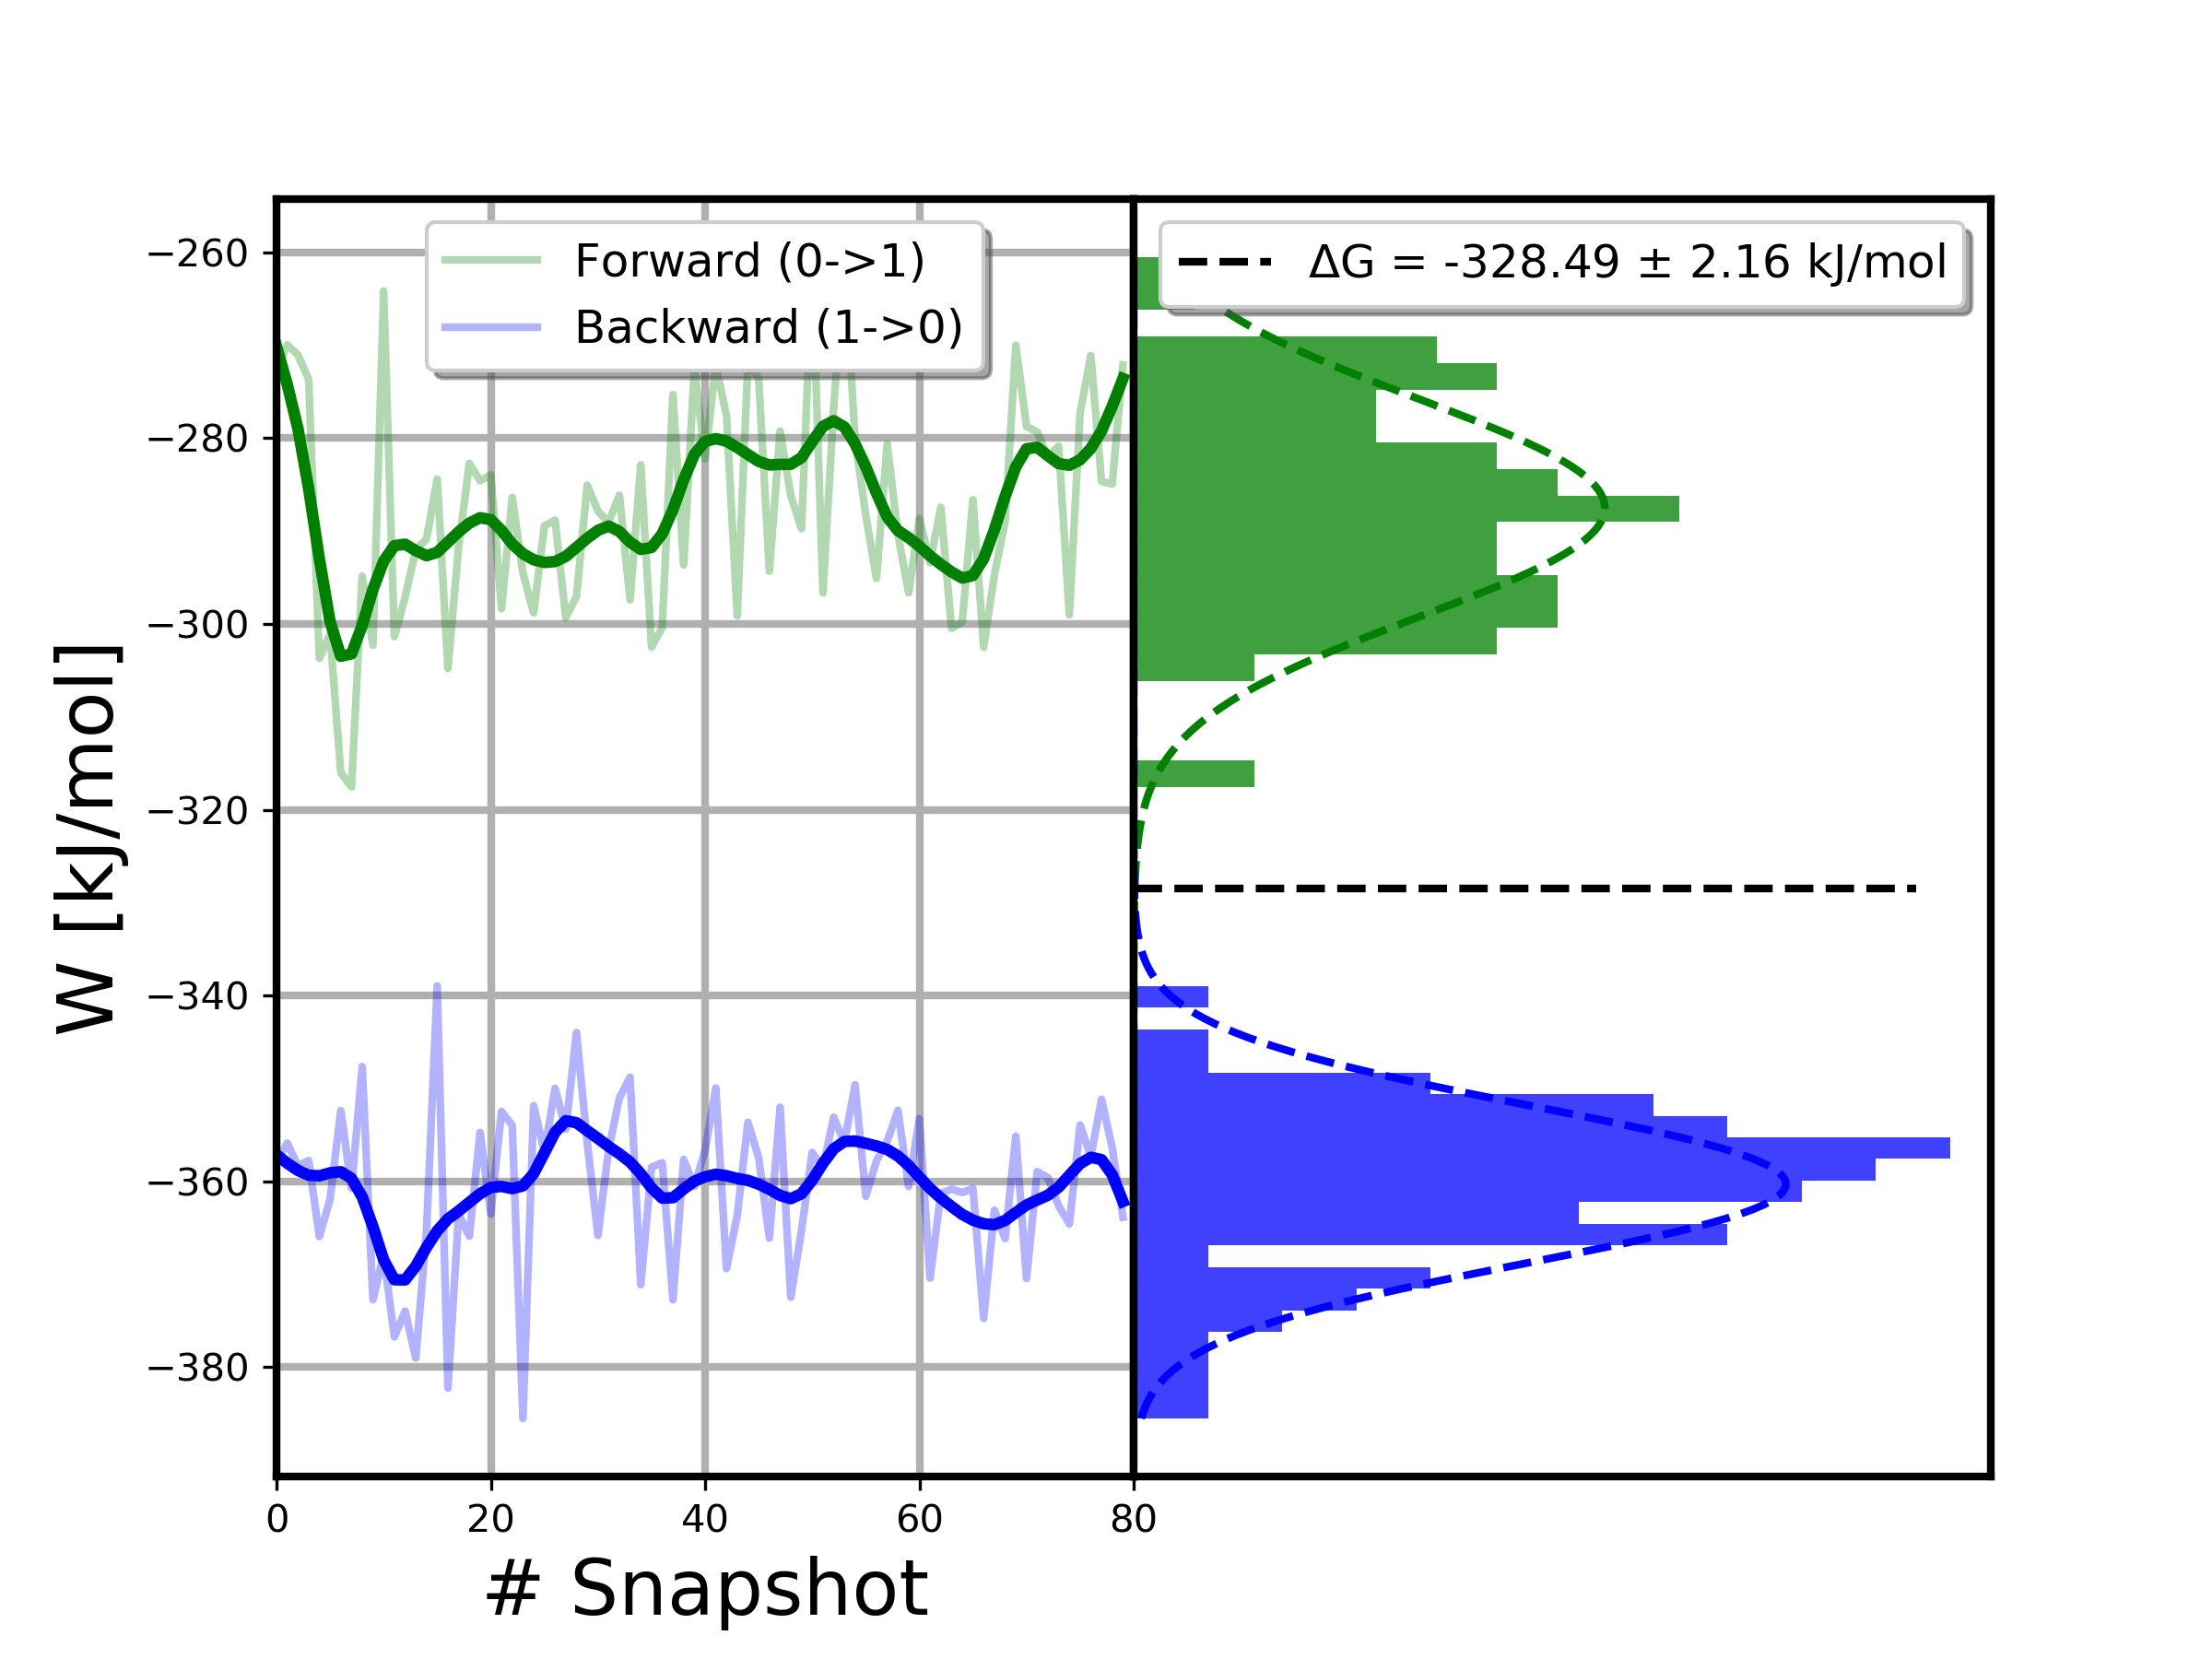 Forward (0->1)
Backward (1->0)
ΔG = -328.49 ± 2.16 kJ/mol
W [kJ/mol]
−260
−280
−300
−320
−340
−360
−380
0 20 40 60 80
# Snapshot